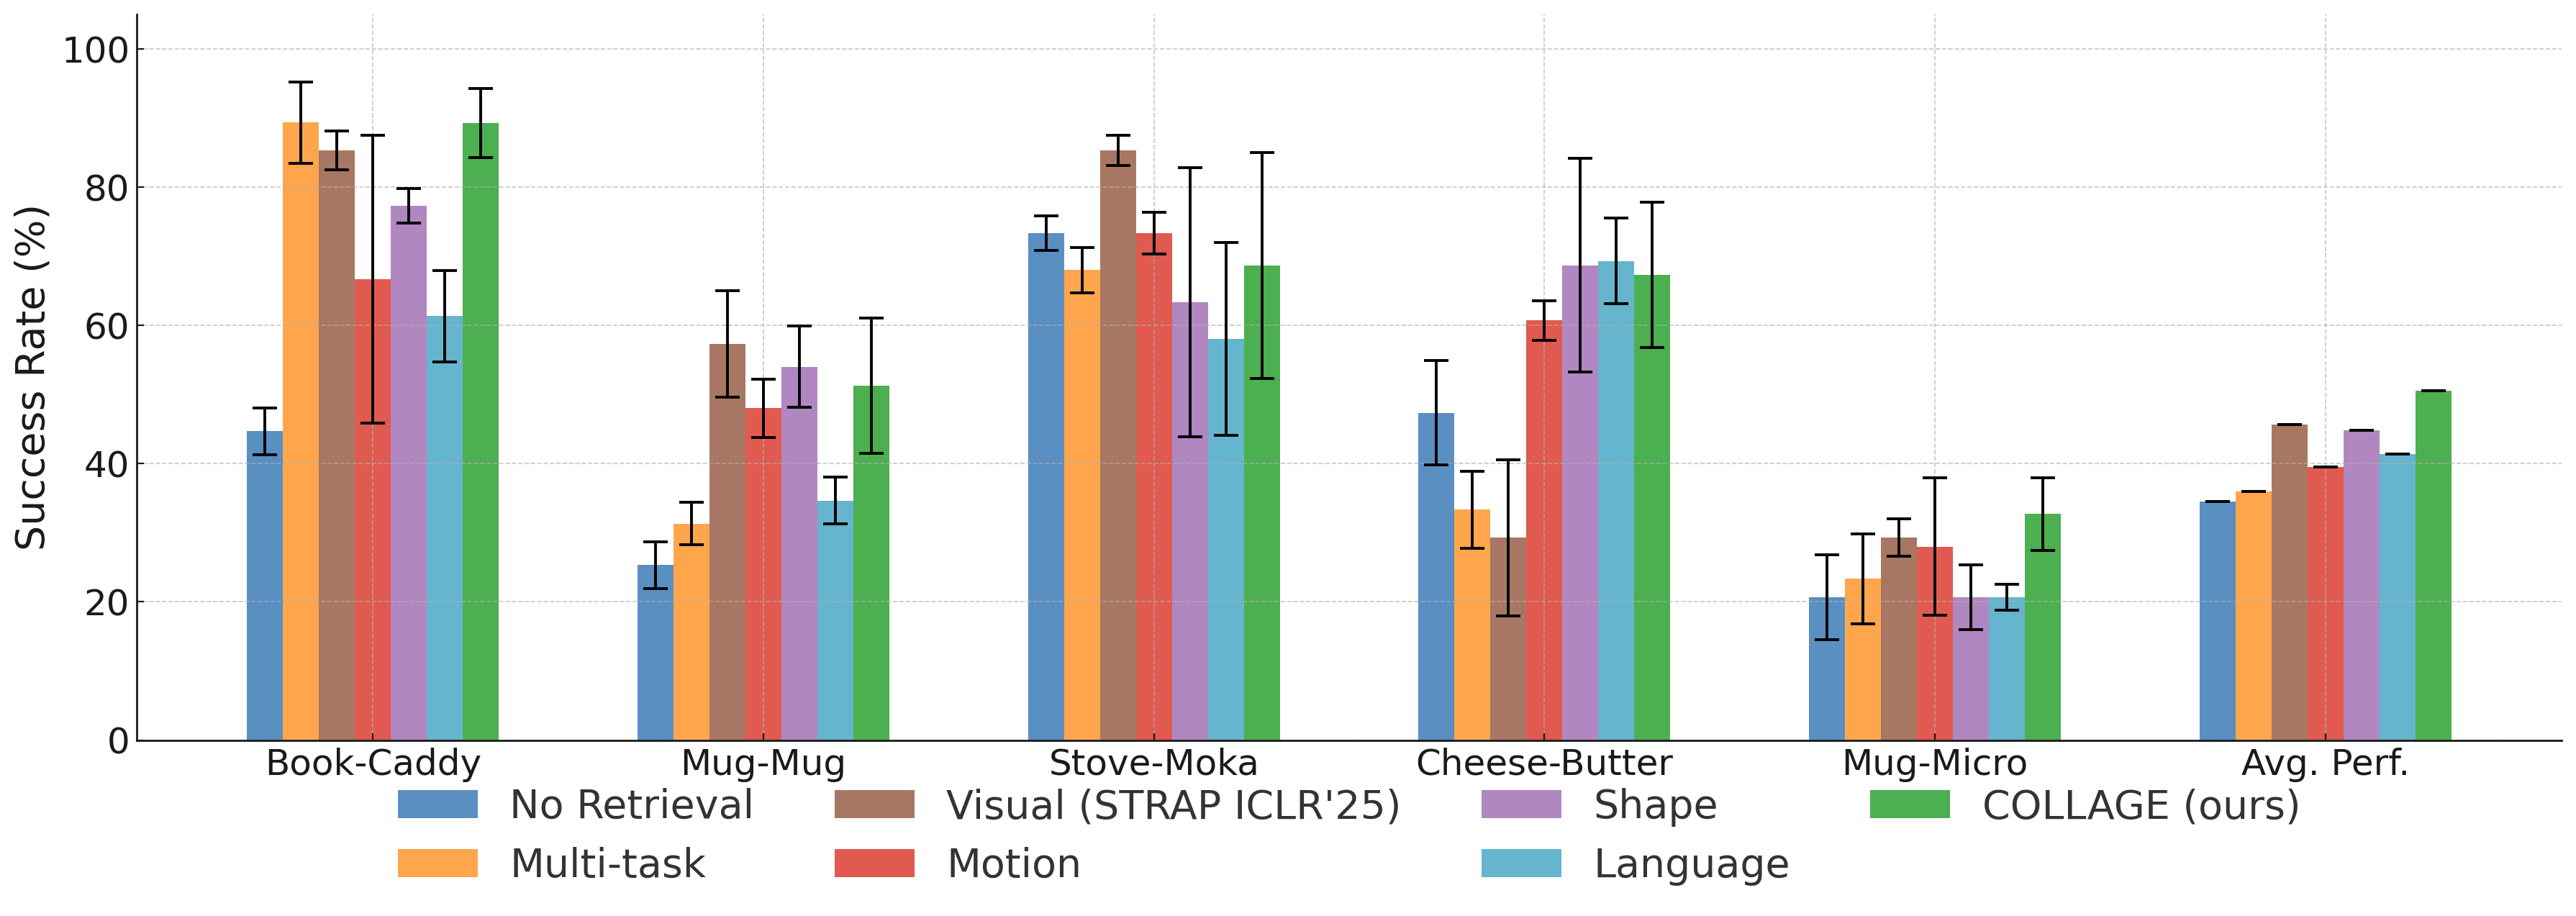 Success Rate (%)
100
80
60
40
20
0
Book-Caddy Mug-Mug Stove-Moka Cheese-Butter Mug-Micro Avg. Perf.
No Retrieval Visual (STRAP ICLR'25) Shape COLLAGE (ours)
Multi-task Motion Language